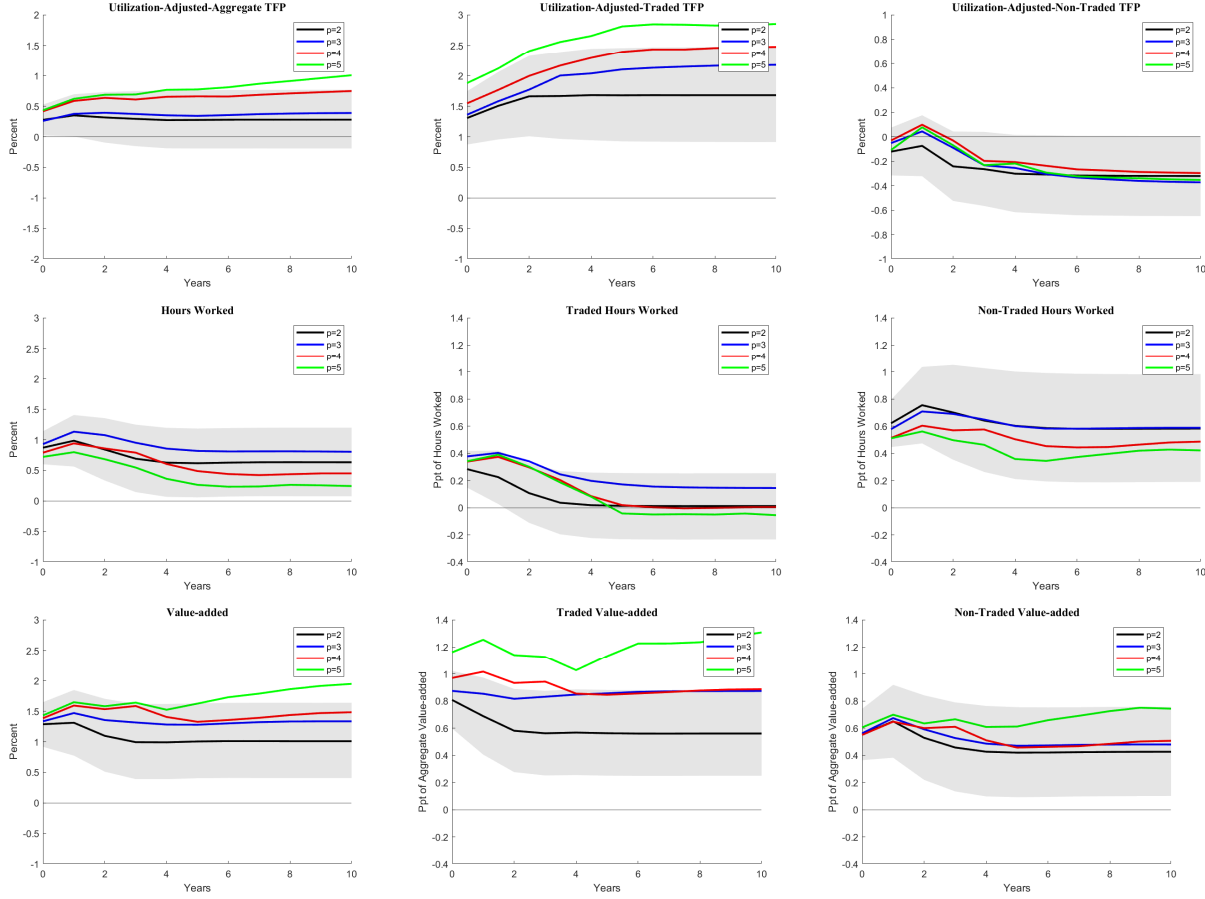 Utilization-Adjusted-Aggregate TFP
2
1.5
1
0.5
0
-0.5
-1
-1.5
-2
Percent
p=2
p=3
p=4
p=5
0 2 4 6 8 10
Years
Utilization-Adjusted-Traded TFP
3
2.5
2
1.5
1
0.5
0
-0.5
-1
Percent
p=2
p=3
p=4
p=5
0 2 4 6 8 10
Years
Utilization-Adjusted-Non-Traded TFP
1
0.8
0.6
0.4
0.2
0
-0.2
-0.4
-0.6
-0.8
-1
Percent
p=2
p=3
p=4
p=5
0 2 4 6 8 10
Years
Hours Worked
3
2.5
2
1.5
1
0.5
0
-0.5
-1
Percent
p=2
p=3
p=4
p=5
0 2 4 6 8 10
Years
Traded Hours Worked
1.4
1.2
1
0.8
0.6
0.4
0.2
0
-0.2
-0.4
Ppt of Hours Worked
p=2
p=3
p=4
p=5
0 2 4 6 8 10
Years
Non-Traded Hours Worked
1.4
1.2
1
0.8
0.6
0.4
0.2
0
-0.2
-0.4
Ppt of Hours Worked
p=2
p=3
p=4
p=5
0 2 4 6 8 10
Years
Value-added
3
2.5
2
1.5
1
0.5
0
-0.5
-1
Percent
p=2
p=3
p=4
p=5
0 2 4 6 8 10
Years
Traded Value-added
1.4
1.2
1
0.8
0.6
0.4
0.2
0
-0.2
-0.4
Ppt of Aggregate Value-added
p=2
p=3
p=4
p=5
0 2 4 6 8 10
Years
Non-Traded Value-added
1.4
1.2
1
0.8
0.6
0.4
0.2
0
-0.2
-0.4
Ppt of Aggregate Value-added
p=2
p=3
p=4
p=5
0 2 4 6 8 10
Years